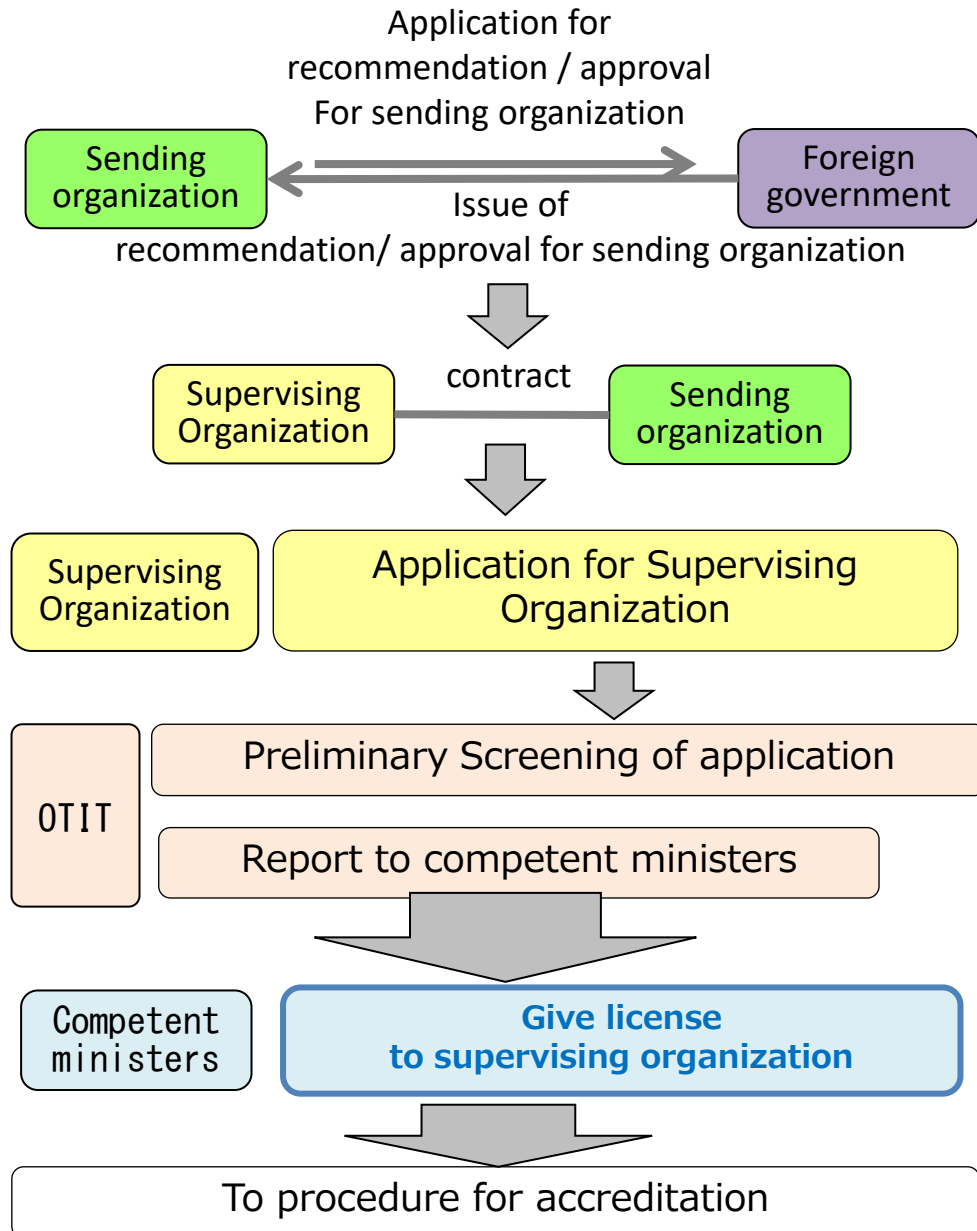 Application for
recommendation / approval
For sending organization
Sending
organization
Foreign
government
Issue of
recommendation/ approval for sending organization
Supervising
Organization
contract
Sending
organization
Supervising
Organization
Application for Supervising
Organization
OTIT
Preliminary Screening of application
Report to competent ministers
Competent
ministers
Give license
to supervising organization
To procedure for accreditation